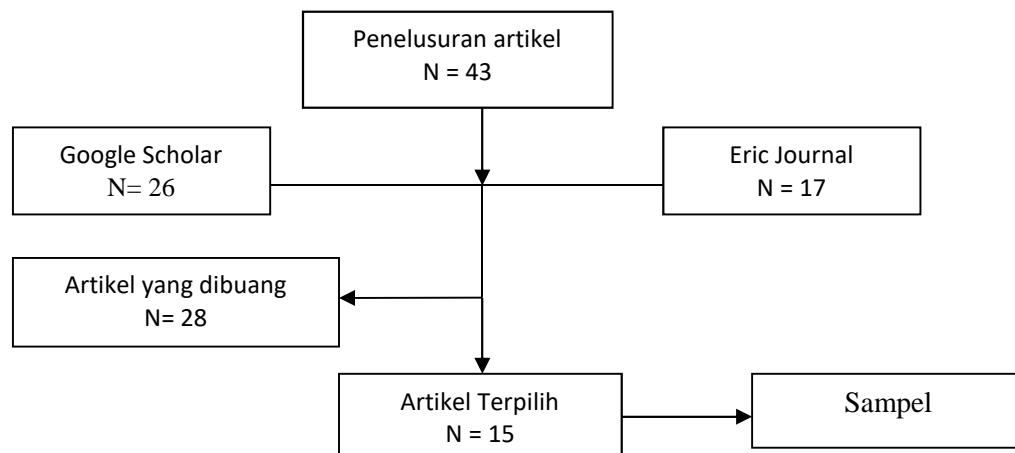 Penelusuran artikel
N = 43
Google Scholar
N= 26
Eric Journal
N = 17
Artikel yang dibuang
N= 28
Artikel Terpilih
N = 15
Sampel